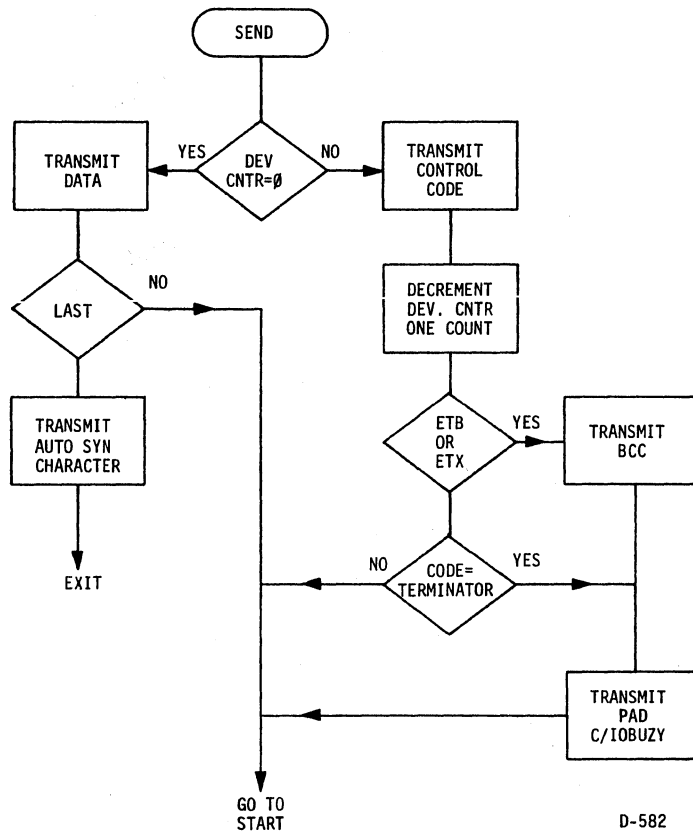 SEND
DEV
CNTR=Ø
YES
NO
TRANSMIT
DATA
TRANSMIT
CONTROL
CODE
LAST
NO
DECREMENT
DEV. CNTR
ONE COUNT
TRANSMIT
AUTO SYN
CHARACTER
EXIT
ETB
OR
ETX
YES
TRANSMIT
BCC
CODE=
TERMINATOR
NO
YES
TRANSMIT
PAD
C/IOBUZY
GO TO
START
D-582